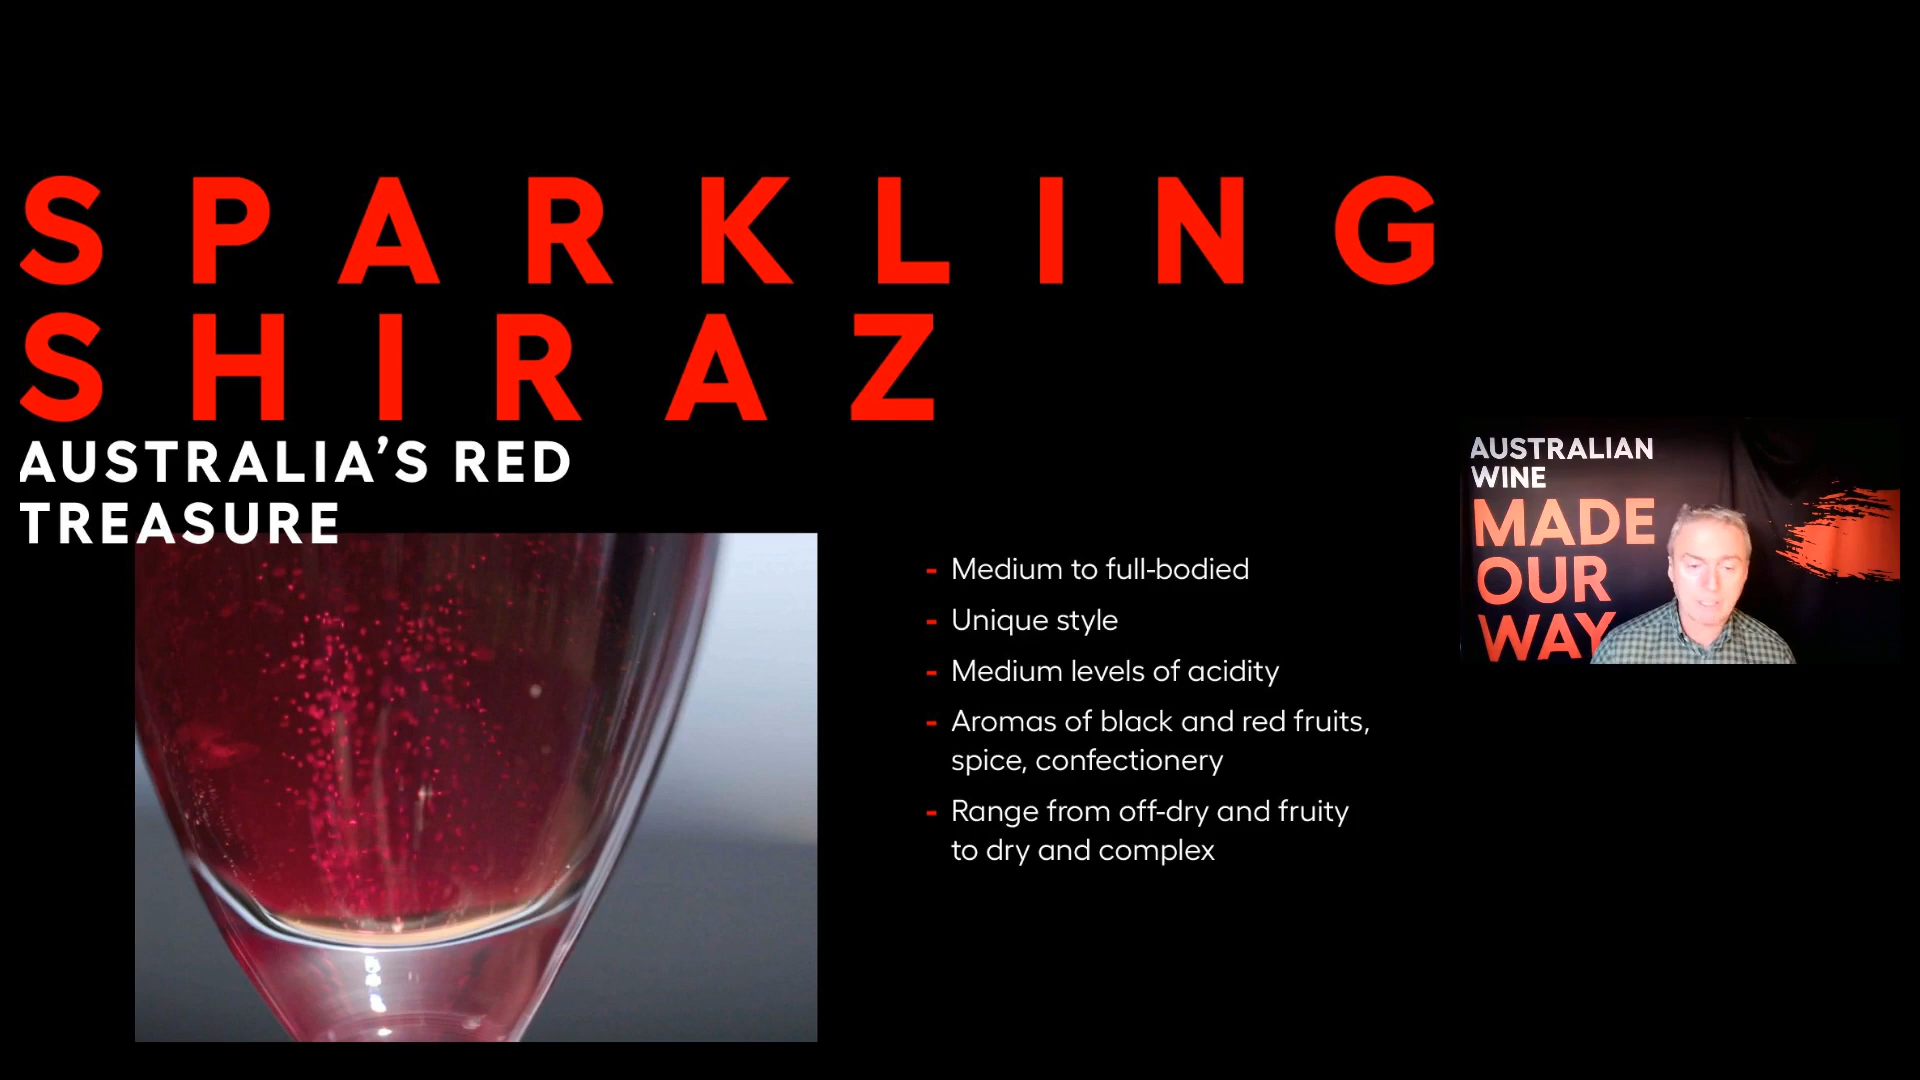 SPARKLING
SHIRAZ
AUSTRALIA’S RED
TREASURE
- Medium to full-bodied
- Unique style
- Medium levels of acidity
- Aromas of black and red fruits,
spice, confectionery
- Range from off-dry and fruity
to dry and complex
AUSTRALIAN
WINE
MADE
OUR
WAY